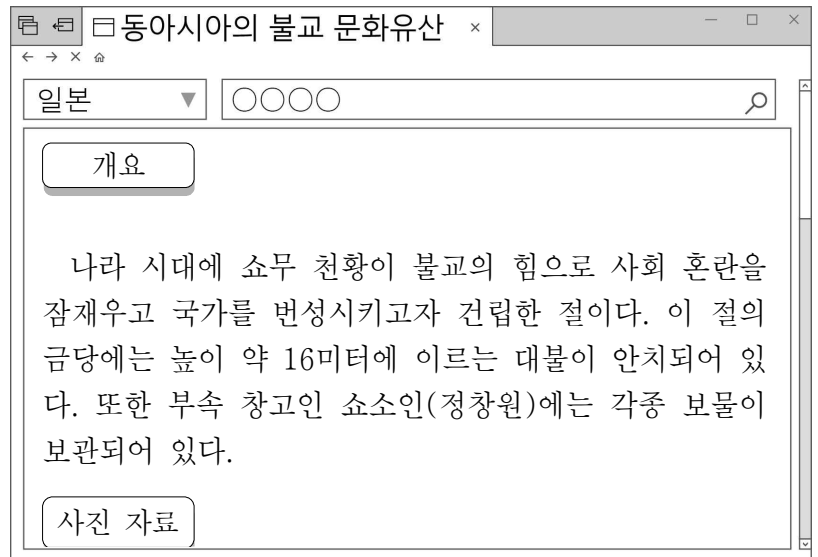 동아시아의 불교 문화유산
일본 ▼ ○○○○
개요
나라 시대에 쇼무 천황이 불교의 힘으로 사회 혼란을
잠재우고 국가를 번성시키고자 건립한 절이다. 이 절의
금당에는 높이 약 16미터에 이르는 대불이 안치되어 있
다. 또한 부속 창고인 쇼소인(정창원)에는 각종 보물이
보관되어 있다.
사진 자료